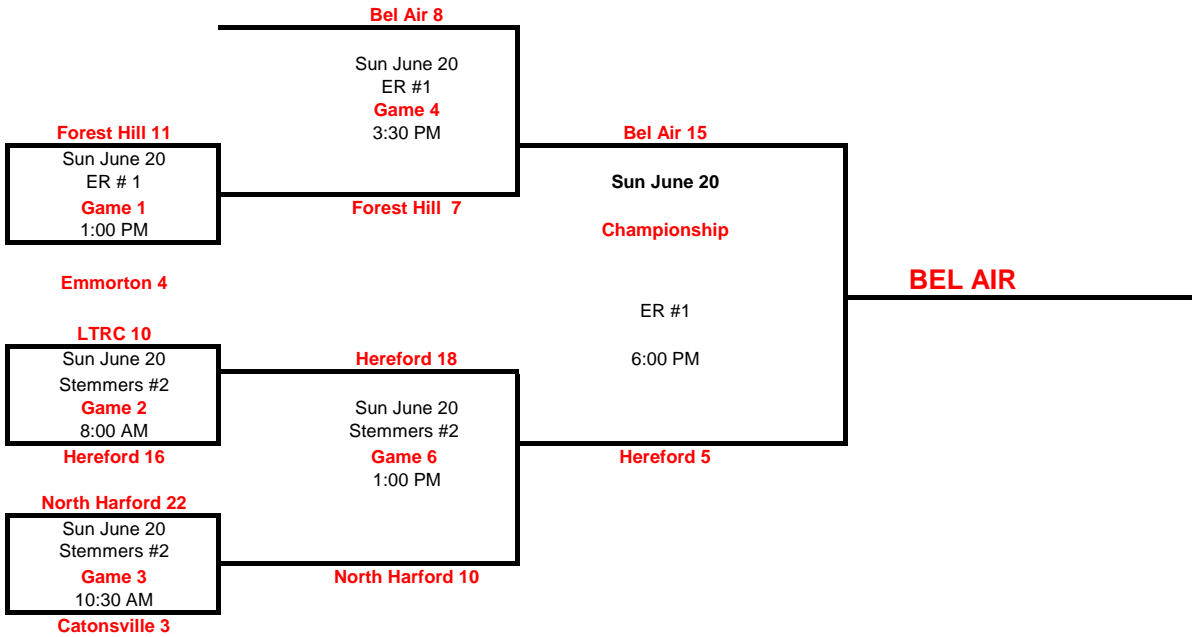 Bel Air 8
Sun June 20
ER #1
Game 4
3:30 PM
Forest Hill 7
Forest Hill 11
Sun June 20
ER # 1
Game 1
1:00 PM
Emmorton 4
Bel Air 15
Sun June 20
Championship
ER #1
6:00 PM
Hereford 5
BEL AIR
LTRC 10
Sun June 20
Stemmers #2
Game 2
8:00 AM
Hereford 16
Hereford 18
Sun June 20
Stemmers #2
Game 6
1:00 PM
North Harford 10
North Harford 22
Sun June 20
Stemmers #2
Game 3
10:30 AM
Catonsville 3